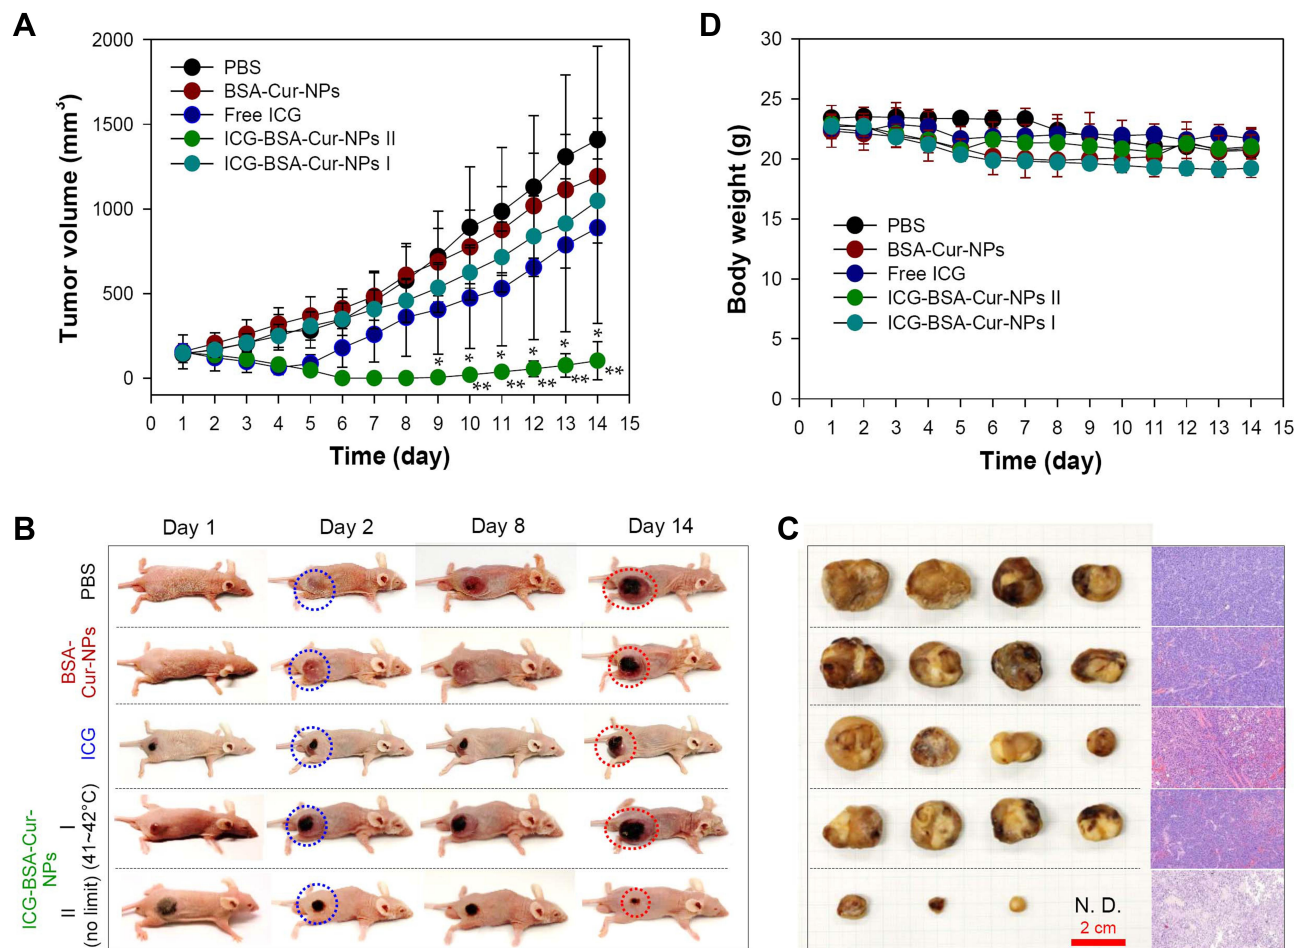 A
2000
1500
1000
500
0
Tumor volume (mm³)
PBS
BSA-Cur-NPs
Free ICG
ICG-BSA-Cur-NPs II
ICG-BSA-Cur-NPs I
* * * * * *
** ** ** ** **
0 1 2 3 4 5 6 7 8 9 10 11 12 13 14 15
Time (day)
D
30
25
20
15
10
5
0
Body weight (g)
PBS
BSA-Cur-NPs
Free ICG
ICG-BSA-Cur-NPs II
ICG-BSA-Cur-NPs I
0 1 2 3 4 5 6 7 8 9 10 11 12 13 14 15
Time (day)
B
Day 1 Day 2 Day 8 Day 14
PBS
BSA-
Cur-NPs
ICG
ICG-BSA-Cur-
NPs
I
(41~42°C)
II
(no limit)
C
N. D.
2 cm